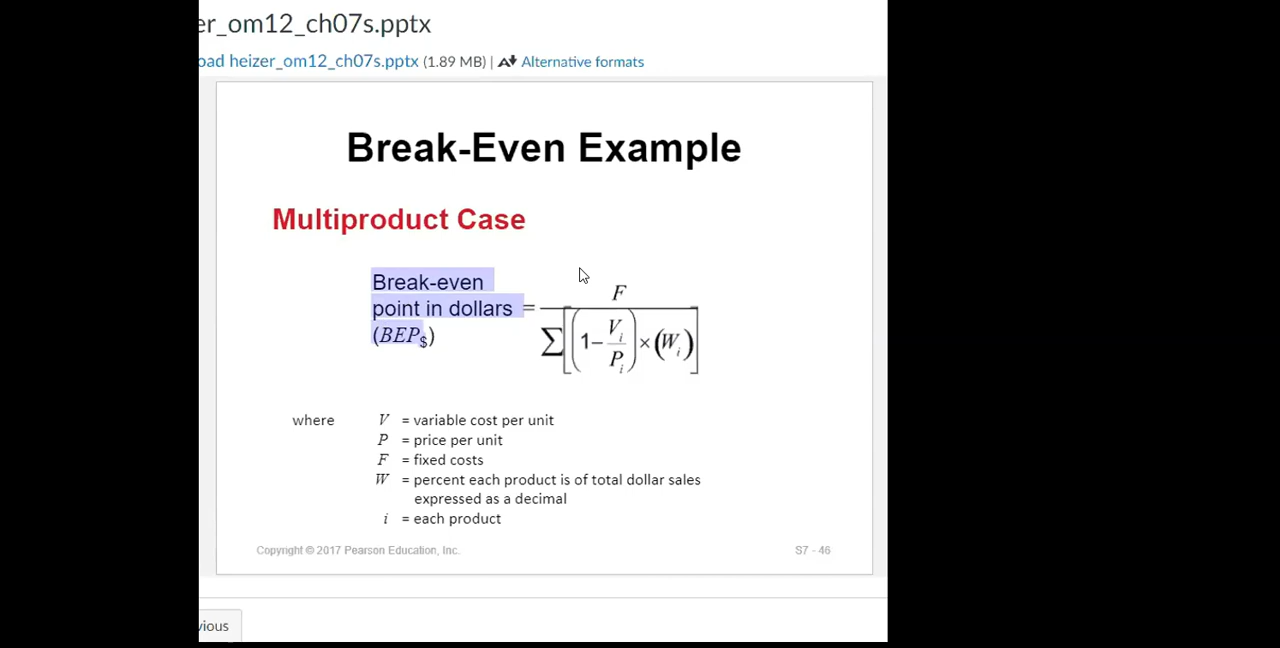 er_om12_ch07s.pptx
oad heizer_om12_ch07s.pptx (1.89 MB) | Alternative formats
Break-Even Example
Multiproduct Case
Break-even
point in dollars
(BEP$)
=
F
∑[(1–Vi/Pi)×(Wi)]
where V = variable cost per unit
P = price per unit
F = fixed costs
W = percent each product is of total dollar sales
expressed as a decimal
i = each product
Copyright © 2017 Pearson Education, Inc. S7 - 46
vious